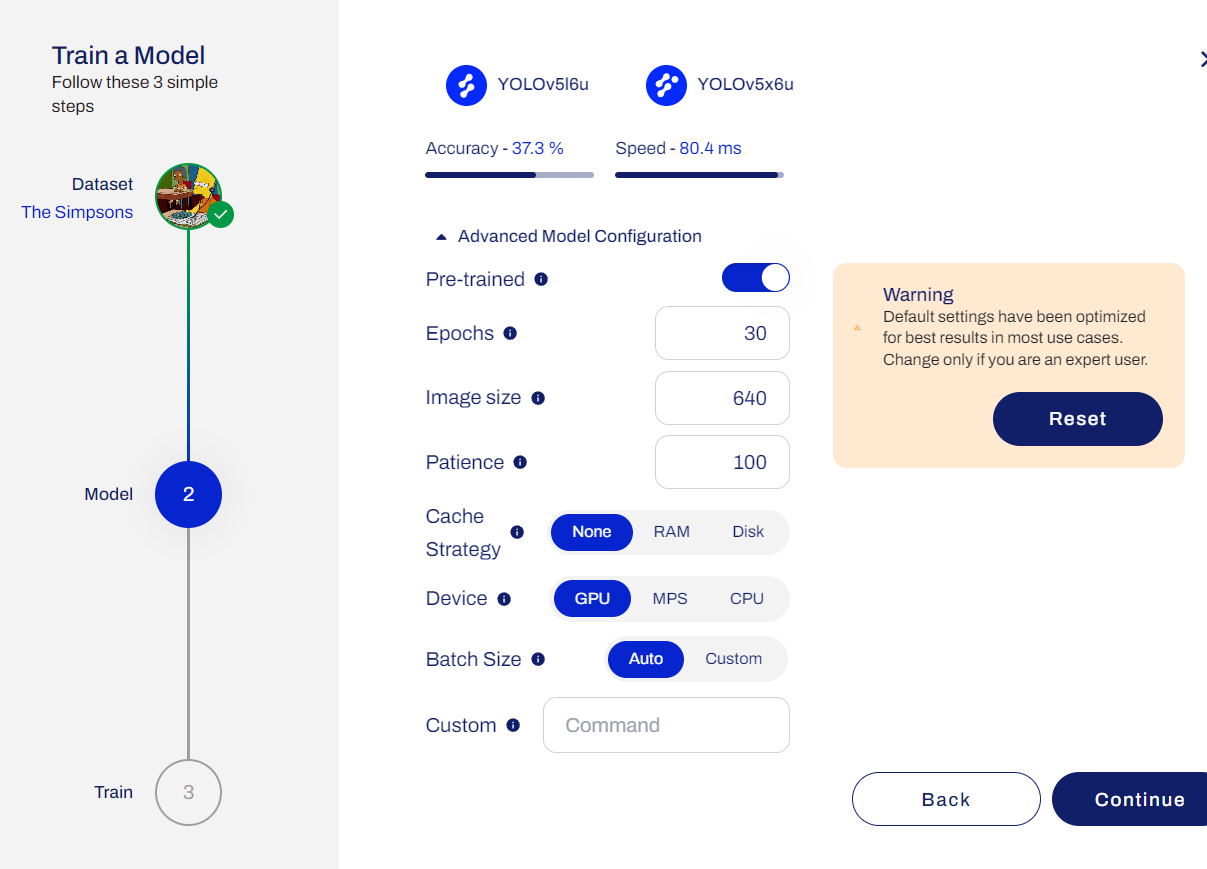 Train a Model
Follow these 3 simple
steps
Dataset
The Simpsons
Model
2
Train
3
YOLOv5l6u
YOLOv5x6u
Accuracy - 37.3 %
Speed - 80.4 ms
Advanced Model Configuration
Pre-trained
Epochs
30
Image size
640
Patience
100
Cache
Strategy
None
RAM
Disk
Device
GPU
MPS
CPU
Batch Size
Auto
Custom
Custom
Command
Warning
Default settings have been optimized
for best results in most use cases.
Change only if you are an expert user.
Reset
Back
Continue